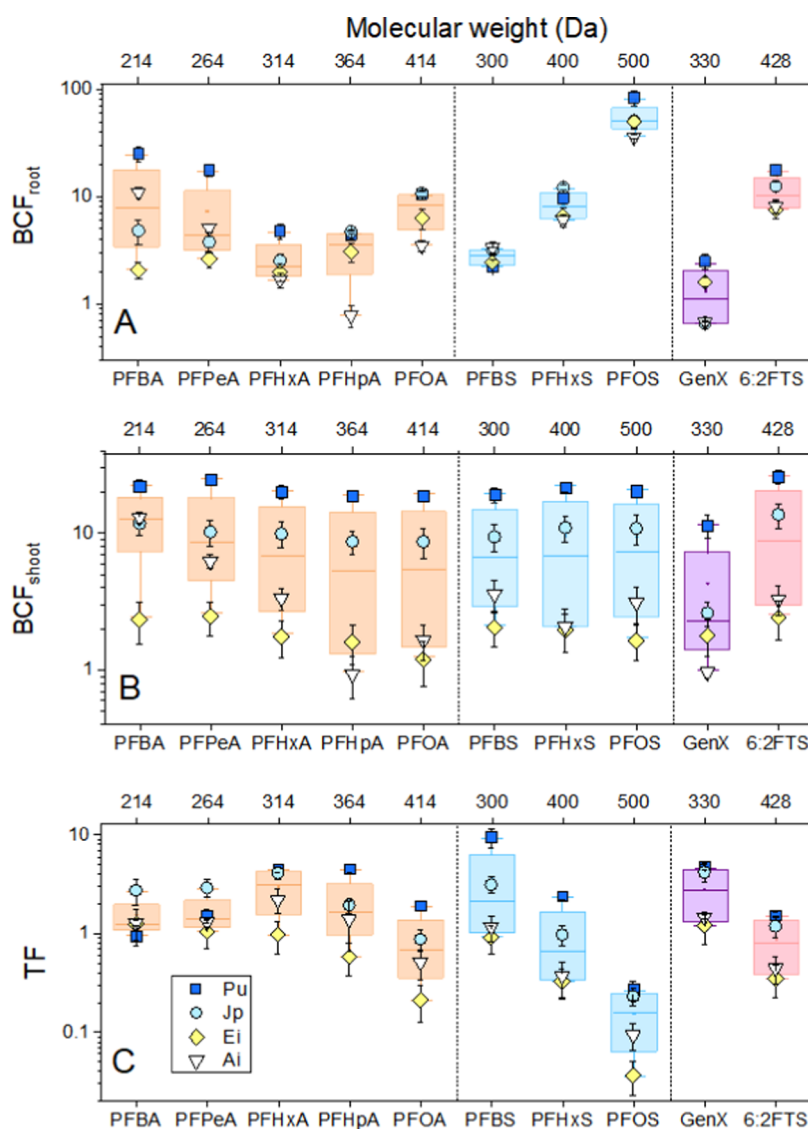 Molecular weight (Da)
214 264 314 364 414 300 400 500 330 428
100
10
1
BCFroot
A
PFBA PFPeA PFHxA PFHpA PFOA PFBS PFHxS PFOS GenX 6:2FTS
214 264 314 364 414 300 400 500 330 428
10
1
BCFshoot
B
PFBA PFPeA PFHxA PFHpA PFOA PFBS PFHxS PFOS GenX 6:2FTS
214 264 314 364 414 300 400 500 330 428
10
1
0.1
TF
Pu
Jp
Ei
Ai
C
PFBA PFPeA PFHxA PFHpA PFOA PFBS PFHxS PFOS GenX 6:2FTS